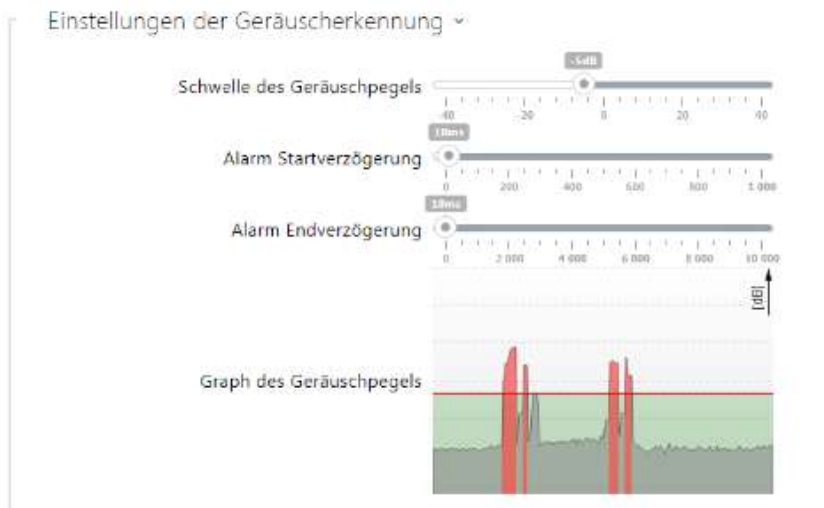 Einstellungen der Geräuscherkennung
-5dB
Schwelle des Geräuschpegels
-40 -20 0 20 40
10ms
Alarm Startverzögerung
0 200 400 600 800 1 000
10ms
Alarm Endverzögerung
0 2 000 4 000 6 000 8 000 10 000
[dB]
Graph des Geräuschpegels